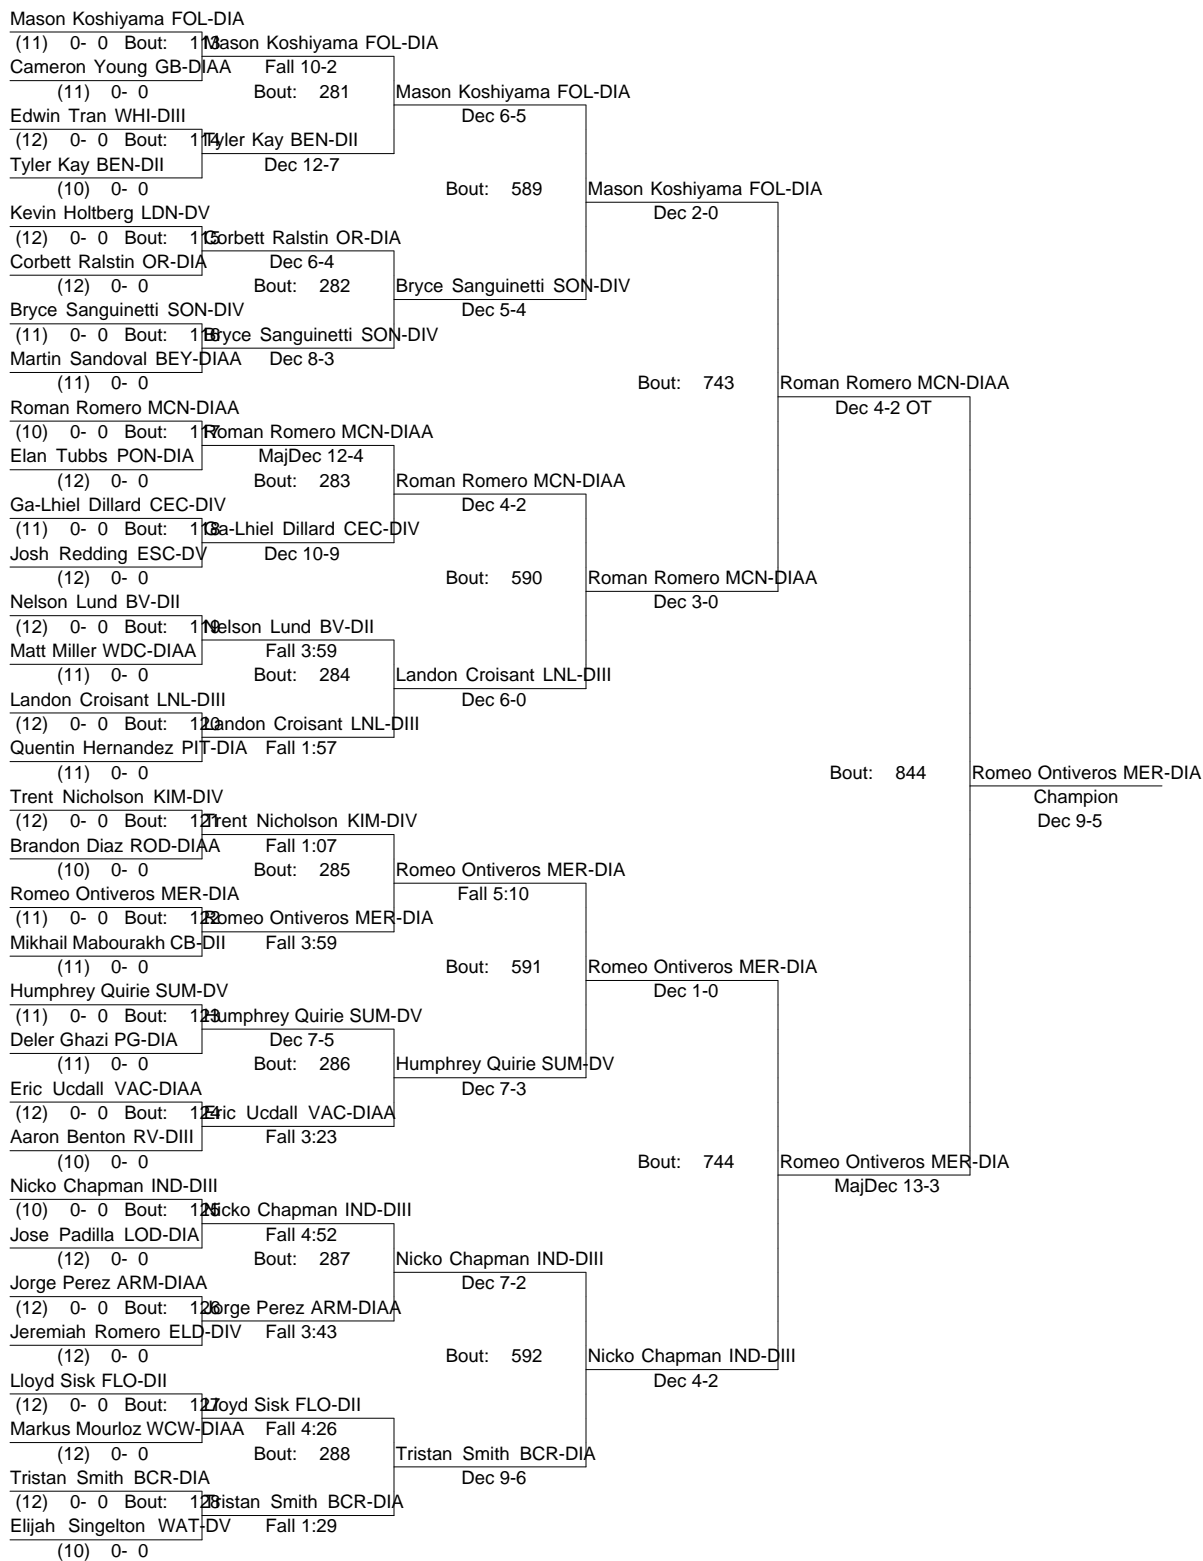 Mason Koshiyama FOL-DIA
(11) 0- 0 Bout: 113 Mason Koshiyama FOL-DIA
Cameron Young GB-DIAA Fall 10-2
(11) 0- 0 Bout: 281 Mason Koshiyama FOL-DIA
Edwin Tran WHI-DIII Dec 6-5
(12) 0- 0 Bout: 114 Tyler Kay BEN-DII
Tyler Kay BEN-DII Dec 12-7
(10) 0- 0 Bout: 589 Mason Koshiyama FOL-DIA
Kevin Holtberg LDN-DV Dec 2-0
(12) 0- 0 Bout: 115 Corbett Ralstin OR-DIA
Corbett Ralstin OR-DIA Dec 6-4
(12) 0- 0 Bout: 282 Bryce Sanguinetti SON-DIV
Bryce Sanguinetti SON-DIV Dec 5-4
(11) 0- 0 Bout: 116 Bryce Sanguinetti SON-DIV
Martin Sandoval BEY-DIAA Dec 8-3
(11) 0- 0 Bout: 743 Roman Romero MCN-DIAA
Roman Romero MCN-DIAA Dec 4-2 OT
(10) 0- 0 Bout: 117 Roman Romero MCN-DIAA
Elan Tubbs PON-DIA MajDec 12-4
(12) 0- 0 Bout: 283 Roman Romero MCN-DIAA
Ga-Lhiel Dillard CEC-DIV Dec 4-2
(11) 0- 0 Bout: 118 Ga-Lhiel Dillard CEC-DIV
Josh Redding ESC-DV Dec 10-9
(12) 0- 0 Bout: 590 Roman Romero MCN-DIAA
Nelson Lund BV-DII Dec 3-0
(12) 0- 0 Bout: 119 Nelson Lund BV-DII
Matt Miller WDC-DIAA Fall 3:59
(11) 0- 0 Bout: 284 Landon Croisant LNL-DIII
Landon Croisant LNL-DIII Dec 6-0
(12) 0- 0 Bout: 120 Landon Croisant LNL-DIII
Quentin Hernandez PIT-DIA Fall 1:57
(11) 0- 0 Bout: 844 Romeo Ontiveros MER-DIA
Trent Nicholson KIM-DIV Champion
(12) 0- 0 Bout: 121 Trent Nicholson KIM-DIV Dec 9-5
Brandon Diaz ROD-DIAA Fall 1:07
(10) 0- 0 Bout: 285 Romeo Ontiveros MER-DIA
Romeo Ontiveros MER-DIA Fall 5:10
(11) 0- 0 Bout: 122 Romeo Ontiveros MER-DIA
Mikhail Mabourakh CB-DII Fall 3:59
(11) 0- 0 Bout: 591 Romeo Ontiveros MER-DIA
Humphrey Quirie SUM-DV Dec 1-0
(11) 0- 0 Bout: 123 Humphrey Quirie SUM-DV
Deler Ghazi PG-DIA Dec 7-5
(11) 0- 0 Bout: 286 Humphrey Quirie SUM-DV
Eric Ucdall VAC-DIAA Dec 7-3
(12) 0- 0 Bout: 124 Eric Ucdall VAC-DIAA
Aaron Benton RV-DIII Fall 3:23
(10) 0- 0 Bout: 744 Romeo Ontiveros MER-DIA
Nicko Chapman IND-DIII MajDec 13-3
(10) 0- 0 Bout: 125 Nicko Chapman IND-DIII
Jose Padilla LOD-DIA Fall 4:52
(12) 0- 0 Bout: 287 Nicko Chapman IND-DIII
Jorge Perez ARM-DIAA Dec 7-2
(12) 0- 0 Bout: 126 Jorge Perez ARM-DIAA
Jeremiah Romero ELD-DIV Fall 3:43
(12) 0- 0 Bout: 592 Nicko Chapman IND-DIII
Lloyd Sisk FLO-DII Dec 4-2
(12) 0- 0 Bout: 127 Lloyd Sisk FLO-DII
Markus Mourloz WCW-DIAA Fall 4:26
(12) 0- 0 Bout: 288 Tristan Smith BCR-DIA
Tristan Smith BCR-DIA Dec 9-6
(12) 0- 0 Bout: 128 Tristan Smith BCR-DIA
Elijah Singelton WAT-DV Fall 1:29
(10) 0- 0